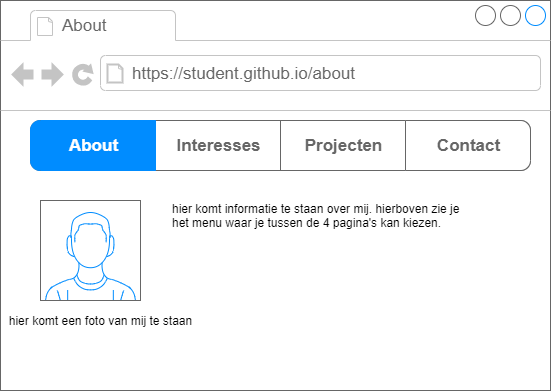 About
https://student.github.io/about
About Interesses Projecten Contact
hier komt informatie te staan over mij. hierboven zie je
het menu waar je tussen de 4 pagina's kan kiezen.
hier komt een foto van mij te staan